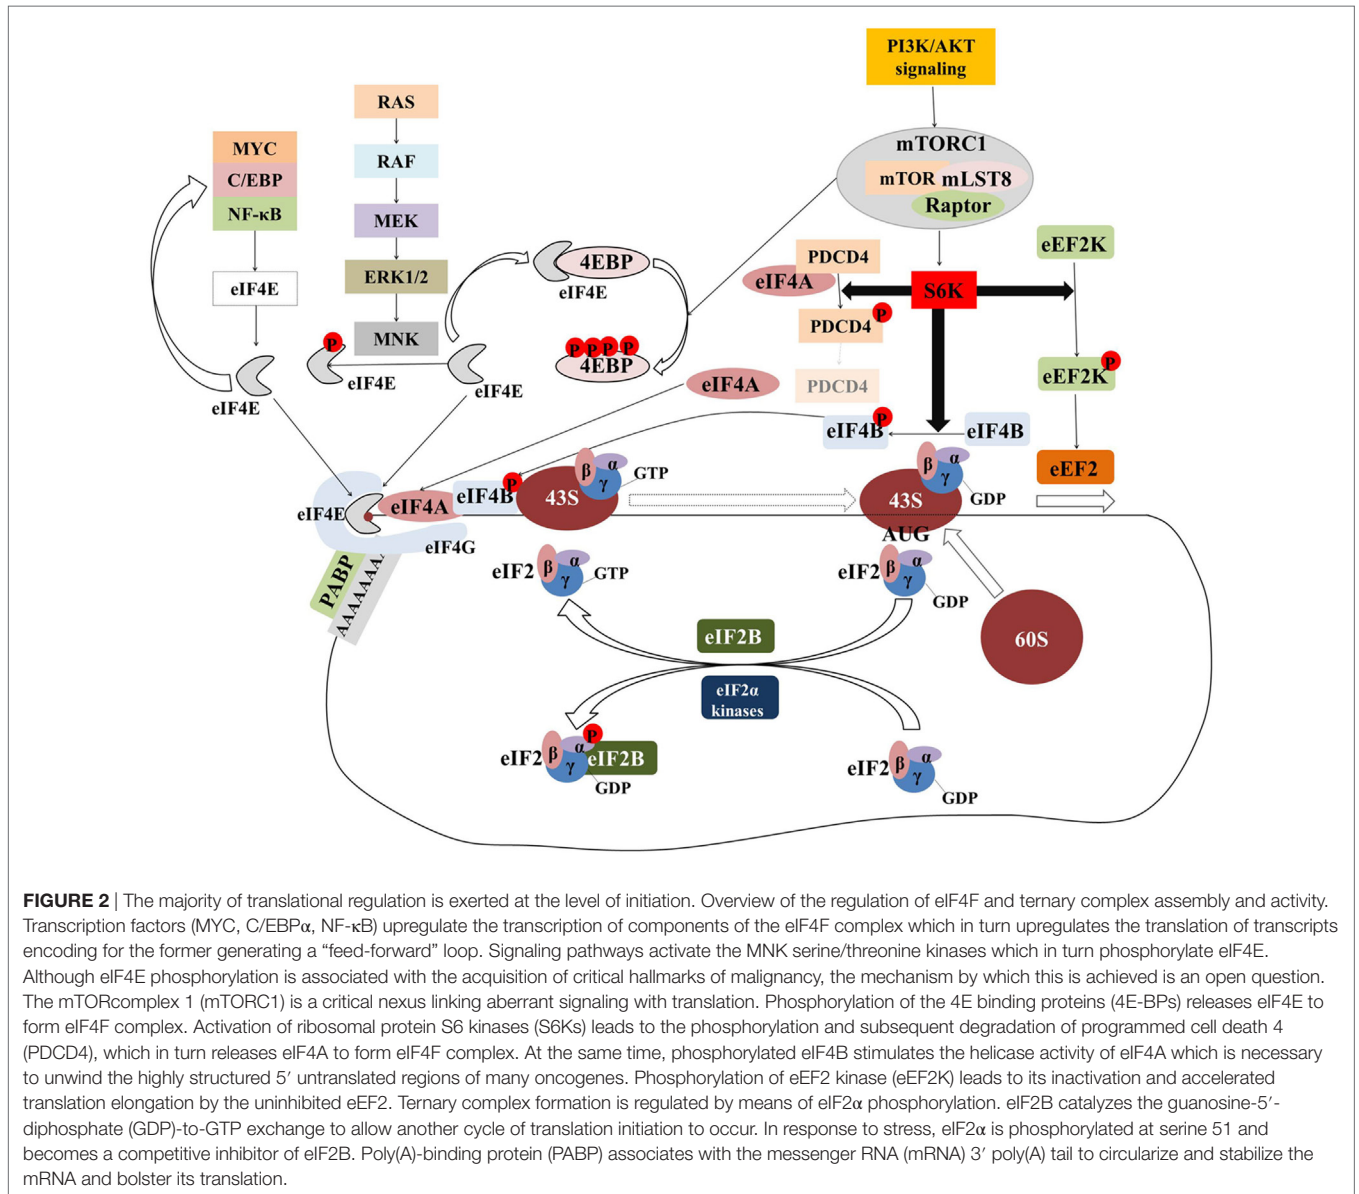 PI3K/AKT
signaling
RAS
RAF
MEK
ERK1/2
MNK
MYC
C/EBP
NF-κB
eIF4E
eIF4E
P
eIF4E
eIF4E
4EBP
eIF4E
P P P P
4EBP
mTORC1
mTOR mLST8
Raptor
PDCD4
eIF4A
S6K
PDCD4 P
PDCD4
eEF2K
eEF2K P
eEF2
eIF4A
eIF4B P
eIF4B
eIF4E
eIF4A
eIF4B P
43S
β α γ
GTP
43S
β α γ
GDP
AUG
eIF4G
PABP
AAAAAAAA
eIF2 β α γ
GTP
eIF2 β α γ
GDP
60S
eIF2B
eIF2α
kinases
eIF2 β α γ P
eIF2B
GDP
eIF2 β α γ
GDP
FIGURE 2 | The majority of translational regulation is exerted at the level of initiation. Overview of the regulation of eIF4F and ternary complex assembly and activity.
Transcription factors (MYC, C/EBPα, NF-κB) upregulate the transcription of components of the eIF4F complex which in turn upregulates the translation of transcripts
encoding for the former generating a “feed-forward” loop. Signaling pathways activate the MNK serine/threonine kinases which in turn phosphorylate eIF4E.
Although eIF4E phosphorylation is associated with the acquisition of critical hallmarks of malignancy, the mechanism by which this is achieved is an open question.
The mTORcomplex 1 (mTORC1) is a critical nexus linking aberrant signaling with translation. Phosphorylation of the 4E binding proteins (4E-BPs) releases eIF4E to
form eIF4F complex. Activation of ribosomal protein S6 kinases (S6Ks) leads to the phosphorylation and subsequent degradation of programmed cell death 4
(PDCD4), which in turn releases eIF4A to form eIF4F complex. At the same time, phosphorylated eIF4B stimulates the helicase activity of eIF4A which is necessary
to unwind the highly structured 5′ untranslated regions of many oncogenes. Phosphorylation of eEF2 kinase (eEF2K) leads to its inactivation and accelerated
translation elongation by the uninhibited eEF2. Ternary complex formation is regulated by means of eIF2α phosphorylation. eIF2B catalyzes the guanosine-5′-
diphosphate (GDP)-to-GTP exchange to allow another cycle of translation initiation to occur. In response to stress, eIF2α is phosphorylated at serine 51 and
becomes a competitive inhibitor of eIF2B. Poly(A)-binding protein (PABP) associates with the messenger RNA (mRNA) 3′ poly(A) tail to circularize and stabilize the
mRNA and bolster its translation.